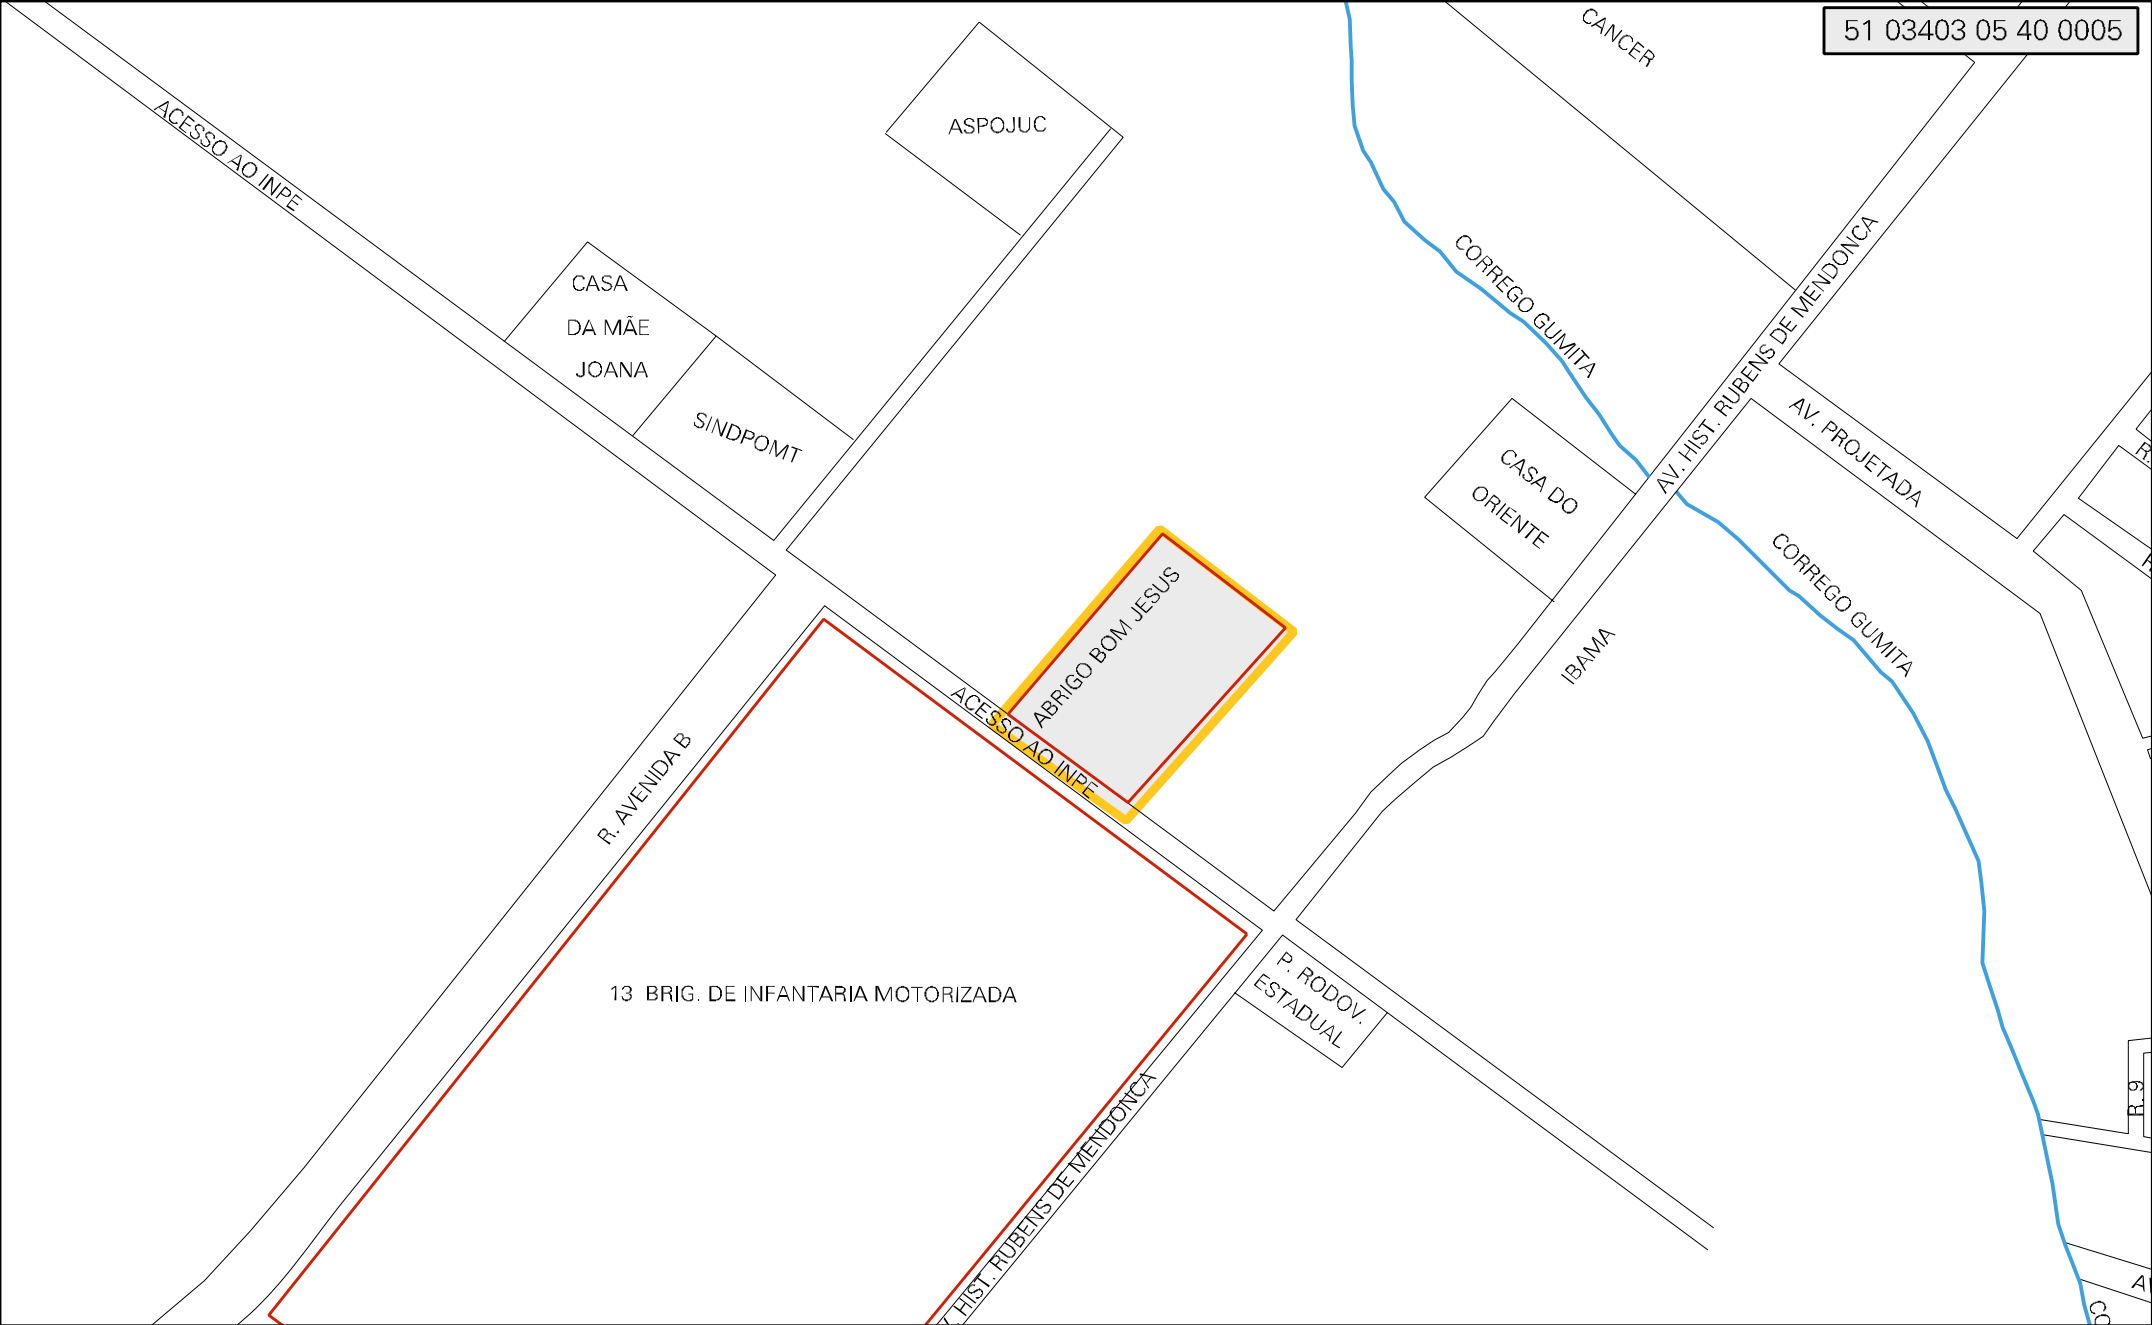 CANCER
51 03403 05 40 0005
ACESSO AO INPE
ASPOJUC
CORREGO GUMITA
AV. HIST. RUBENS DE MENDONCA
CASA
DA MÃE
JOANA
SINDPOMT
AV. PROJETADA
R.
CASA DO
ORIENTE
CORREGO GUMITA
ABRIGO BOM JESUS
IBAMA
ACESSO AO INPE
R. AVENIDA B
13 BRIG. DE INFANTARIA MOTORIZADA
P. RODOV.
ESTADUAL
HIST. RUBENS DE MENDONCA
R. 9